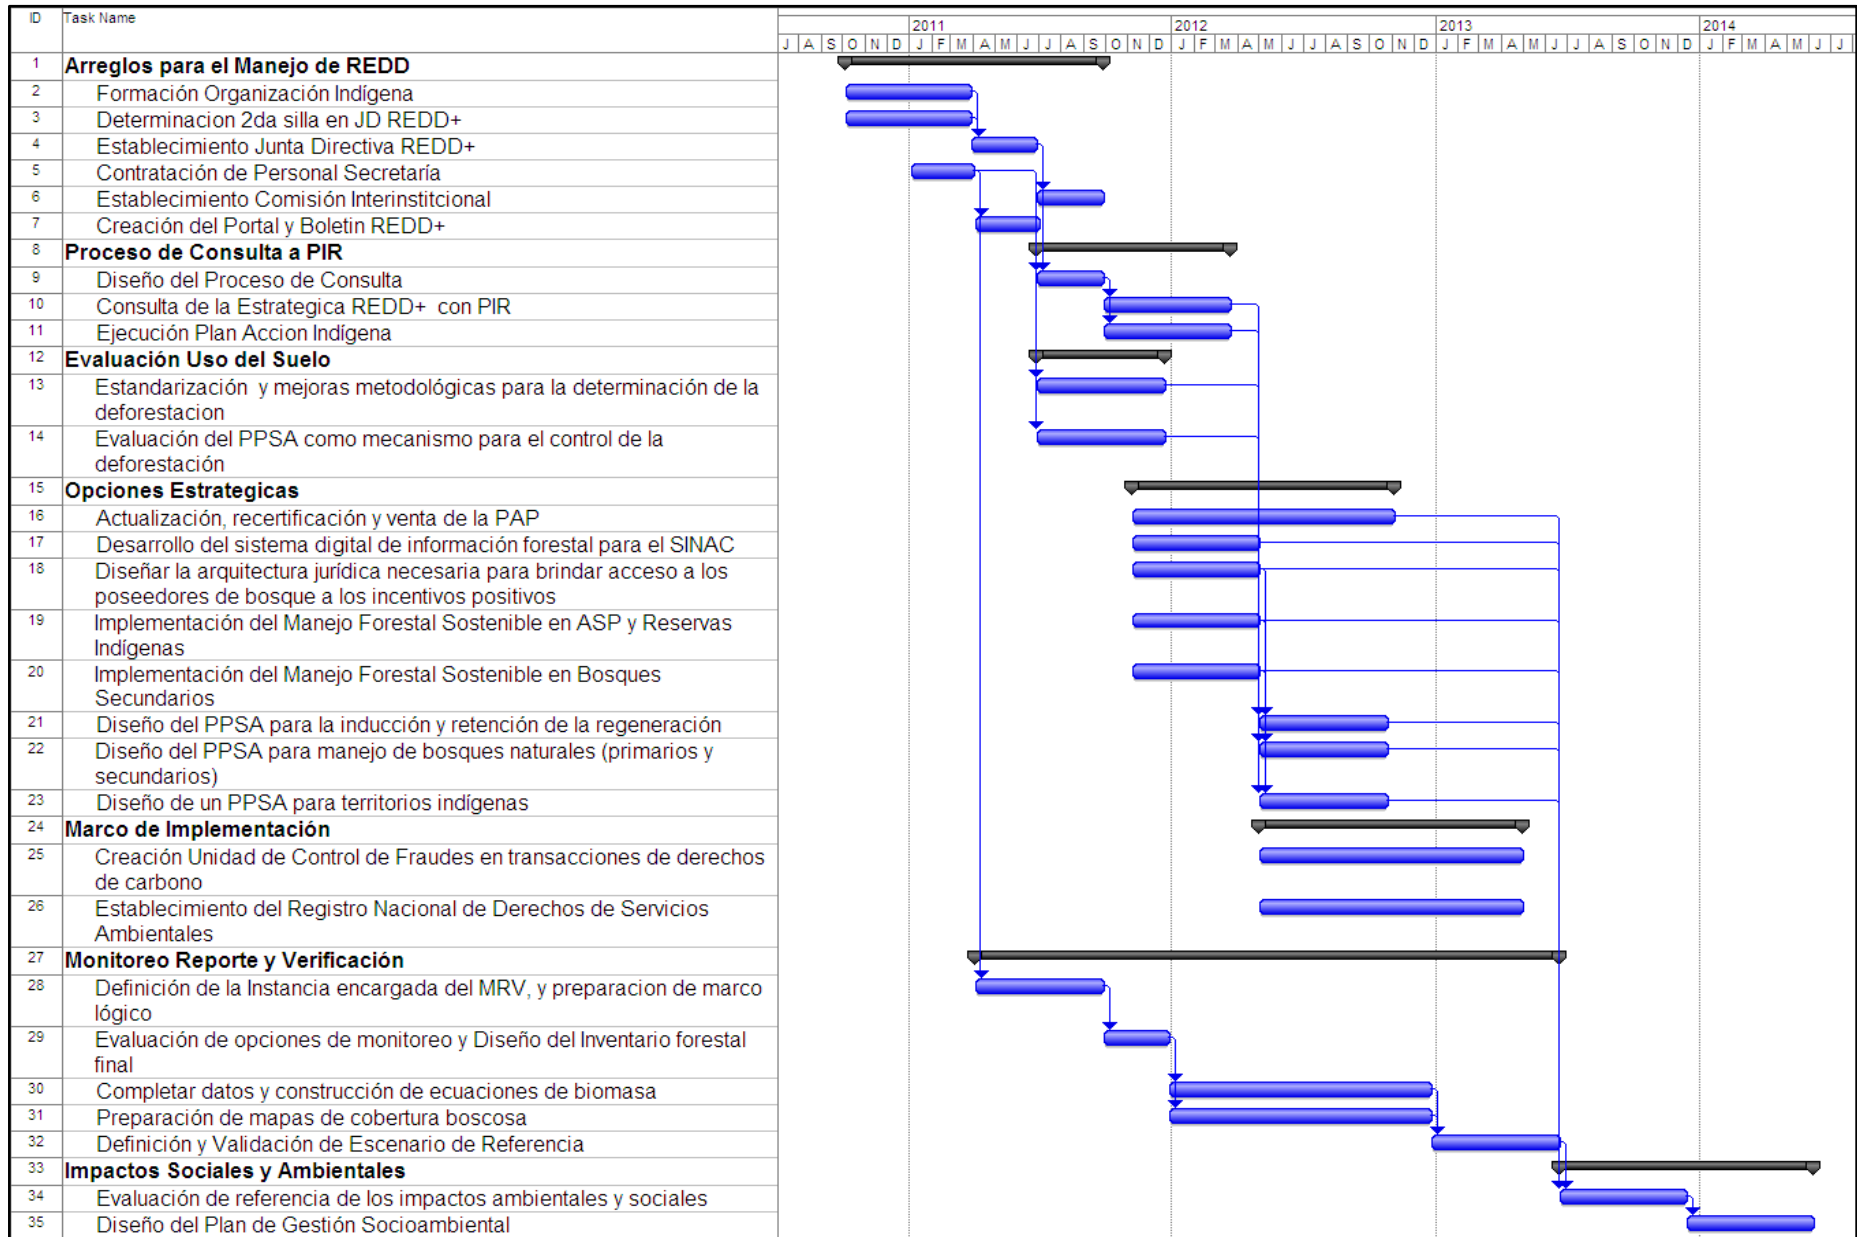 ID Task Name
2011 2012 2013 2014
J A S O N D J F M A M J J A S O N D J F M A M J J A S O N D J F M A M J J A S O N D J F M A M J J
1 Arreglos para el Manejo de REDD
2 Formación Organización Indígena
3 Determinacion 2da silla en JD REDD+
4 Establecimiento Junta Directiva REDD+
5 Contratación de Personal Secretaría
6 Establecimiento Comisión Interinstitcional
7 Creación del Portal y Boletin REDD+
8 Proceso de Consulta a PIR
9 Diseño del Proceso de Consulta
10 Consulta de la Estrategica REDD+ con PIR
11 Ejecución Plan Accion Indígena
12 Evaluación Uso del Suelo
13 Estandarización y mejoras metodológicas para la determinación de la
deforestacion
14 Evaluación del PPSA como mecanismo para el control de la
deforestación
15 Opciones Estrategicas
16 Actualización, recertificación y venta de la PAP
17 Desarrollo del sistema digital de información forestal para el SINAC
18 Diseñar la arquitectura jurídica necesaria para brindar acceso a los
poseedores de bosque a los incentivos positivos
19 Implementación del Manejo Forestal Sostenible en ASP y Reservas
Indígenas
20 Implementación del Manejo Forestal Sostenible en Bosques
Secundarios
21 Diseño del PPSA para la inducción y retención de la regeneración
22 Diseño del PPSA para manejo de bosques naturales (primarios y
secundarios)
23 Diseño de un PPSA para territorios indígenas
24 Marco de Implementación
25 Creación Unidad de Control de Fraudes en transacciones de derechos
de carbono
26 Establecimiento del Registro Nacional de Derechos de Servicios
Ambientales
27 Monitoreo Reporte y Verificación
28 Definición de la Instancia encargada del MRV, y preparacion de marco
lógico
29 Evaluación de opciones de monitoreo y Diseño del Inventario forestal
final
30 Completar datos y construcción de ecuaciones de biomasa
31 Preparación de mapas de cobertura boscosa
32 Definición y Validación de Escenario de Referencia
33 Impactos Sociales y Ambientales
34 Evaluación de referencia de los impactos ambientales y sociales
35 Diseño del Plan de Gestión Socioambiental